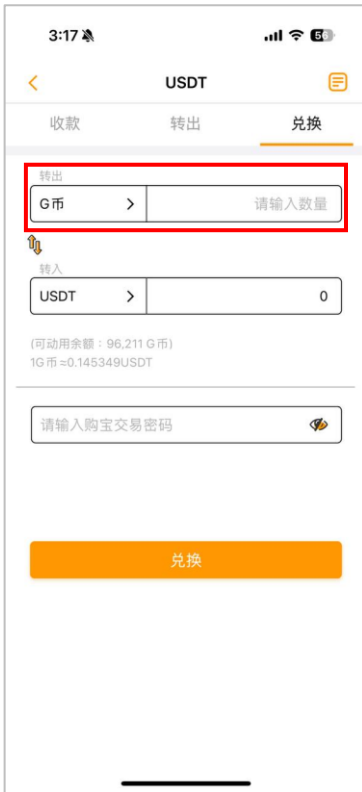 3:17
56
USDT
收款 转出 兑换
转出
G币 请输入数量
转入
USDT 0
(可动用余额：96,211 G币)
1G币≈0.145349USDT
请输入购宝交易密码
兑换